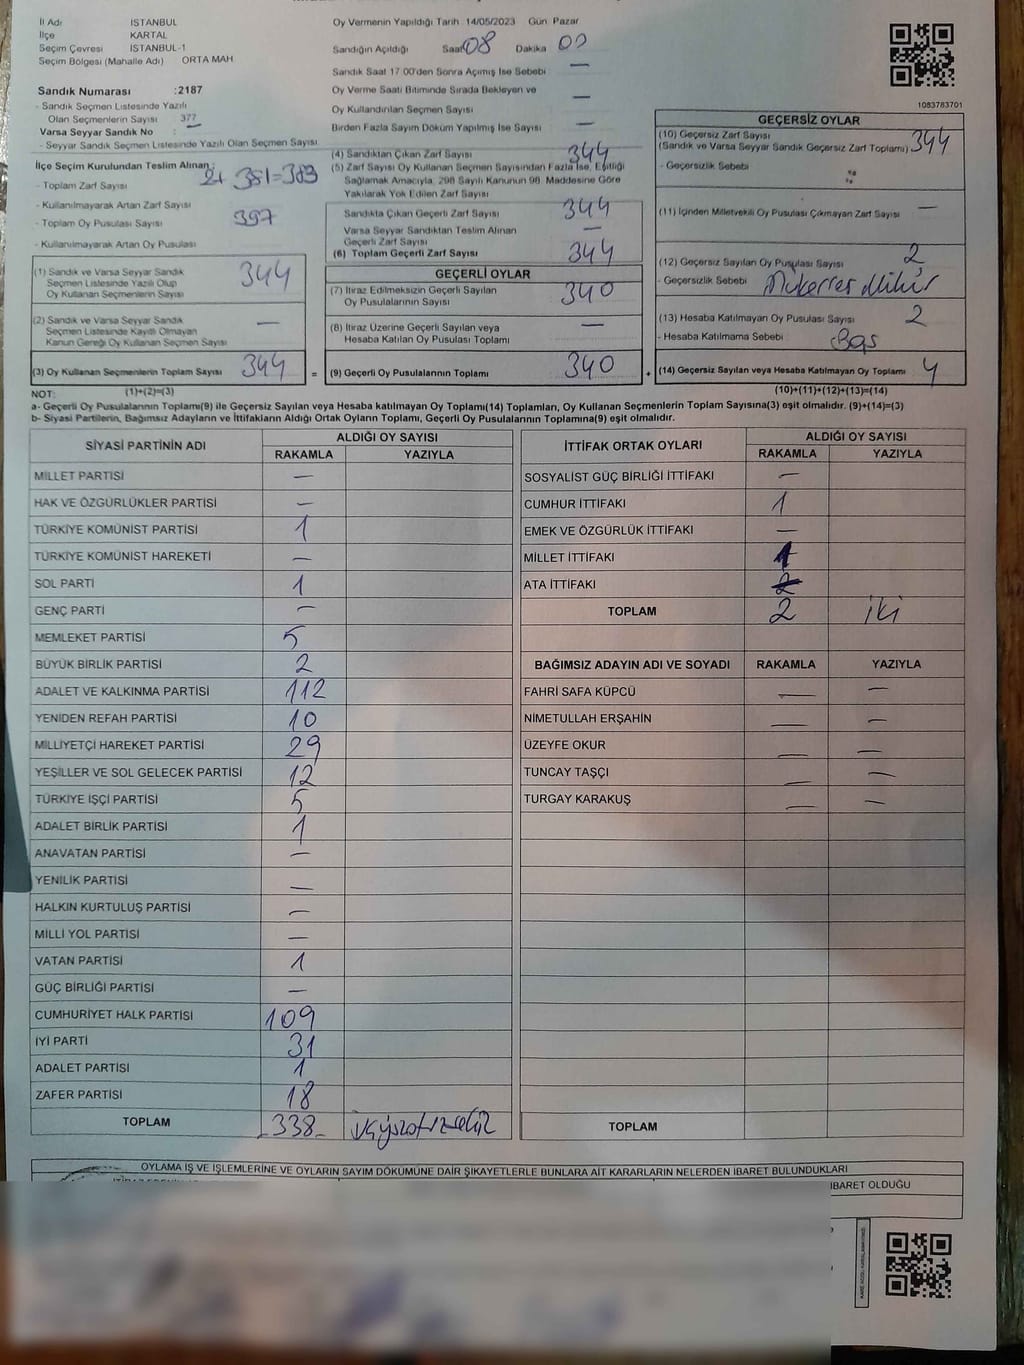 İl Adı İSTANBUL
İlçe KARTAL
Seçim Çevresi İSTANBUL-1
Seçim Bölgesi (Mahalle Adı) ORTA MAH
Sandık Numarası :2187
- Sandık Seçmen Listesinde Yazılı
Olan Seçmenlerin Sayısı 377
Varsa Seyyar Sandık No :
- Seyyar Sandık Seçmen Listesinde Yazılı Olan Seçmen Sayısı
İlçe Seçim Kurulundan Teslim Alınan
- Toplam Zarf Sayısı 2+381=383
- Kullanılmayarak Artan Zarf Sayısı
- Toplam Oy Pusulası Sayısı 397
- Kullanılmayarak Artan Oy Pusulası
(1) Sandık ve Varsa Seyyar Sandık
Seçmen Listesinde Yazılı Olup
Oy Kullanan Seçmenlerin Sayısı 344
(2) Sandık ve Varsa Seyyar Sandık
Seçmen Listesinde Kayıtlı Olmayan
Kanun Gereği Oy Kullanan Seçmen Sayısı —
(3) Oy Kullanan Seçmenlerin Toplam Sayısı 344
(1)+(2)=(3)
Oy Vermenin Yapıldığı Tarih 14/05/2023 Gün Pazar
Sandığın Açıldığı Saat 08 Dakika 00
Sandık Saat 17:00'den Sonra Açımış İse Sebebi —
Oy Verme Saati Bitiminde Sırada Bekleyen ve
Oy Kullandırılan Seçmen Sayısı —
Birden Fazla Sayım Döküm Yapılmış İse Sayısı —
(4) Sandıktan Çıkan Zarf Sayısı 344
(5) Zarf Sayısı Oy Kullanan Seçmen Sayısından Fazla İse, Eşitliği
Sağlamak Amacıyla, 298 Sayılı Kanunun 98. Maddesine Göre
Yakılarak Yok Edilen Zarf Sayısı
Sandıkta Çıkan Geçerli Zarf Sayısı 344
Varsa Seyyar Sandıktan Teslim Alınan
Geçerli Zarf Sayısı —
(6) Toplam Geçerli Zarf Sayısı 344
GEÇERLİ OYLAR
(7) İtiraz Edilmeksizin Geçerli Sayılan
Oy Pusulalarının Sayısı 340
(8) İtiraz Üzerine Geçerli Sayılan veya
Hesaba Katılan Oy Pusulası Toplamı —
= (9) Geçerli Oy Pusulalarının Toplamı 340 +
1083783701
GEÇERSİZ OYLAR
(10) Geçersiz Zarf Sayısı
(Sandık ve Varsa Seyyar Sandık Geçersiz Zarf Toplamı) 344
- Geçersizlik Sebebi
(11) İçinden Milletvekili Oy Pusulası Çıkmayan Zarf Sayısı —
(12) Geçersiz Sayılan Oy Pusulası Sayısı 2
- Geçersizlik Sebebi Mükerrer Mühür
(13) Hesaba Katılmayan Oy Pusulası Sayısı 2
- Hesaba Katılmama Sebebi Boş
(14) Geçersiz Sayılan veya Hesaba Katılmayan Oy Toplamı 4
(10)+(11)+(12)+(13)=(14)
NOT:
a- Geçerli Oy Pusulalarının Toplamı(9) ile Geçersiz Sayılan veya Hesaba Katılmayan Oy Toplamı(14) Toplamları, Oy Kullanan Seçmenlerin Toplam Sayısına(3) eşit olmalıdır. (9)+(14)=(3)
b- Siyasi Partilerin, Bağımsız Adayların ve İttifakların Aldığı Ortak Oyların Toplamı, Geçerli Oy Pusulalarının Toplamına(9) eşit olmalıdır.
SİYASİ PARTİNİN ADI ALDIĞI OY SAYISI
RAKAMLA YAZIYLA
MİLLET PARTİSİ —
HAK VE ÖZGÜRLÜKLER PARTİSİ —
TÜRKİYE KOMÜNİST PARTİSİ 1
TÜRKİYE KOMÜNİST HAREKETİ —
SOL PARTİ 1
GENÇ PARTİ —
MEMLEKET PARTİSİ 5
BÜYÜK BİRLİK PARTİSİ 2
ADALET VE KALKINMA PARTİSİ 112
YENİDEN REFAH PARTİSİ 10
MİLLİYETÇİ HAREKET PARTİSİ 29
YEŞİLLER VE SOL GELECEK PARTİSİ 12
TÜRKİYE İŞÇİ PARTİSİ 5
ADALET BİRLİK PARTİSİ 1
ANAVATAN PARTİSİ —
YENİLİK PARTİSİ —
HALKIN KURTULUŞ PARTİSİ —
MİLLİ YOL PARTİSİ —
VATAN PARTİSİ 1
GÜÇ BİRLİĞİ PARTİSİ —
CUMHURİYET HALK PARTİSİ 109
İYİ PARTİ 31
ADALET PARTİSİ 1
ZAFER PARTİSİ 18
TOPLAM -338-
İTTİFAK ORTAK OYLARI ALDIĞI OY SAYISI
RAKAMLA YAZIYLA
SOSYALİST GÜÇ BİRLİĞİ İTTİFAKI —
CUMHUR İTTİFAKI 1
EMEK VE ÖZGÜRLÜK İTTİFAKI —
MİLLET İTTİFAKI 1
ATA İTTİFAKI
TOPLAM 2 iki
BAĞIMSIZ ADAYIN ADI VE SOYADI RAKAMLA YAZIYLA
FAHRİ SAFA KÜPCÜ — —
NİMETULLAH ERŞAHİN — —
ÜZEYFE OKUR — —
TUNCAY TAŞÇI — —
TURGAY KARAKUŞ — —
TOPLAM
OYLAMA İŞ VE İŞLEMLERİNE VE OYLARIN SAYIM DÖKÜMÜNE DAİR ŞİKAYETLERLE BUNLARA AİT KARARLARIN NELERDEN İBARET BULUNDUKLARI
İBARET OLDUĞU